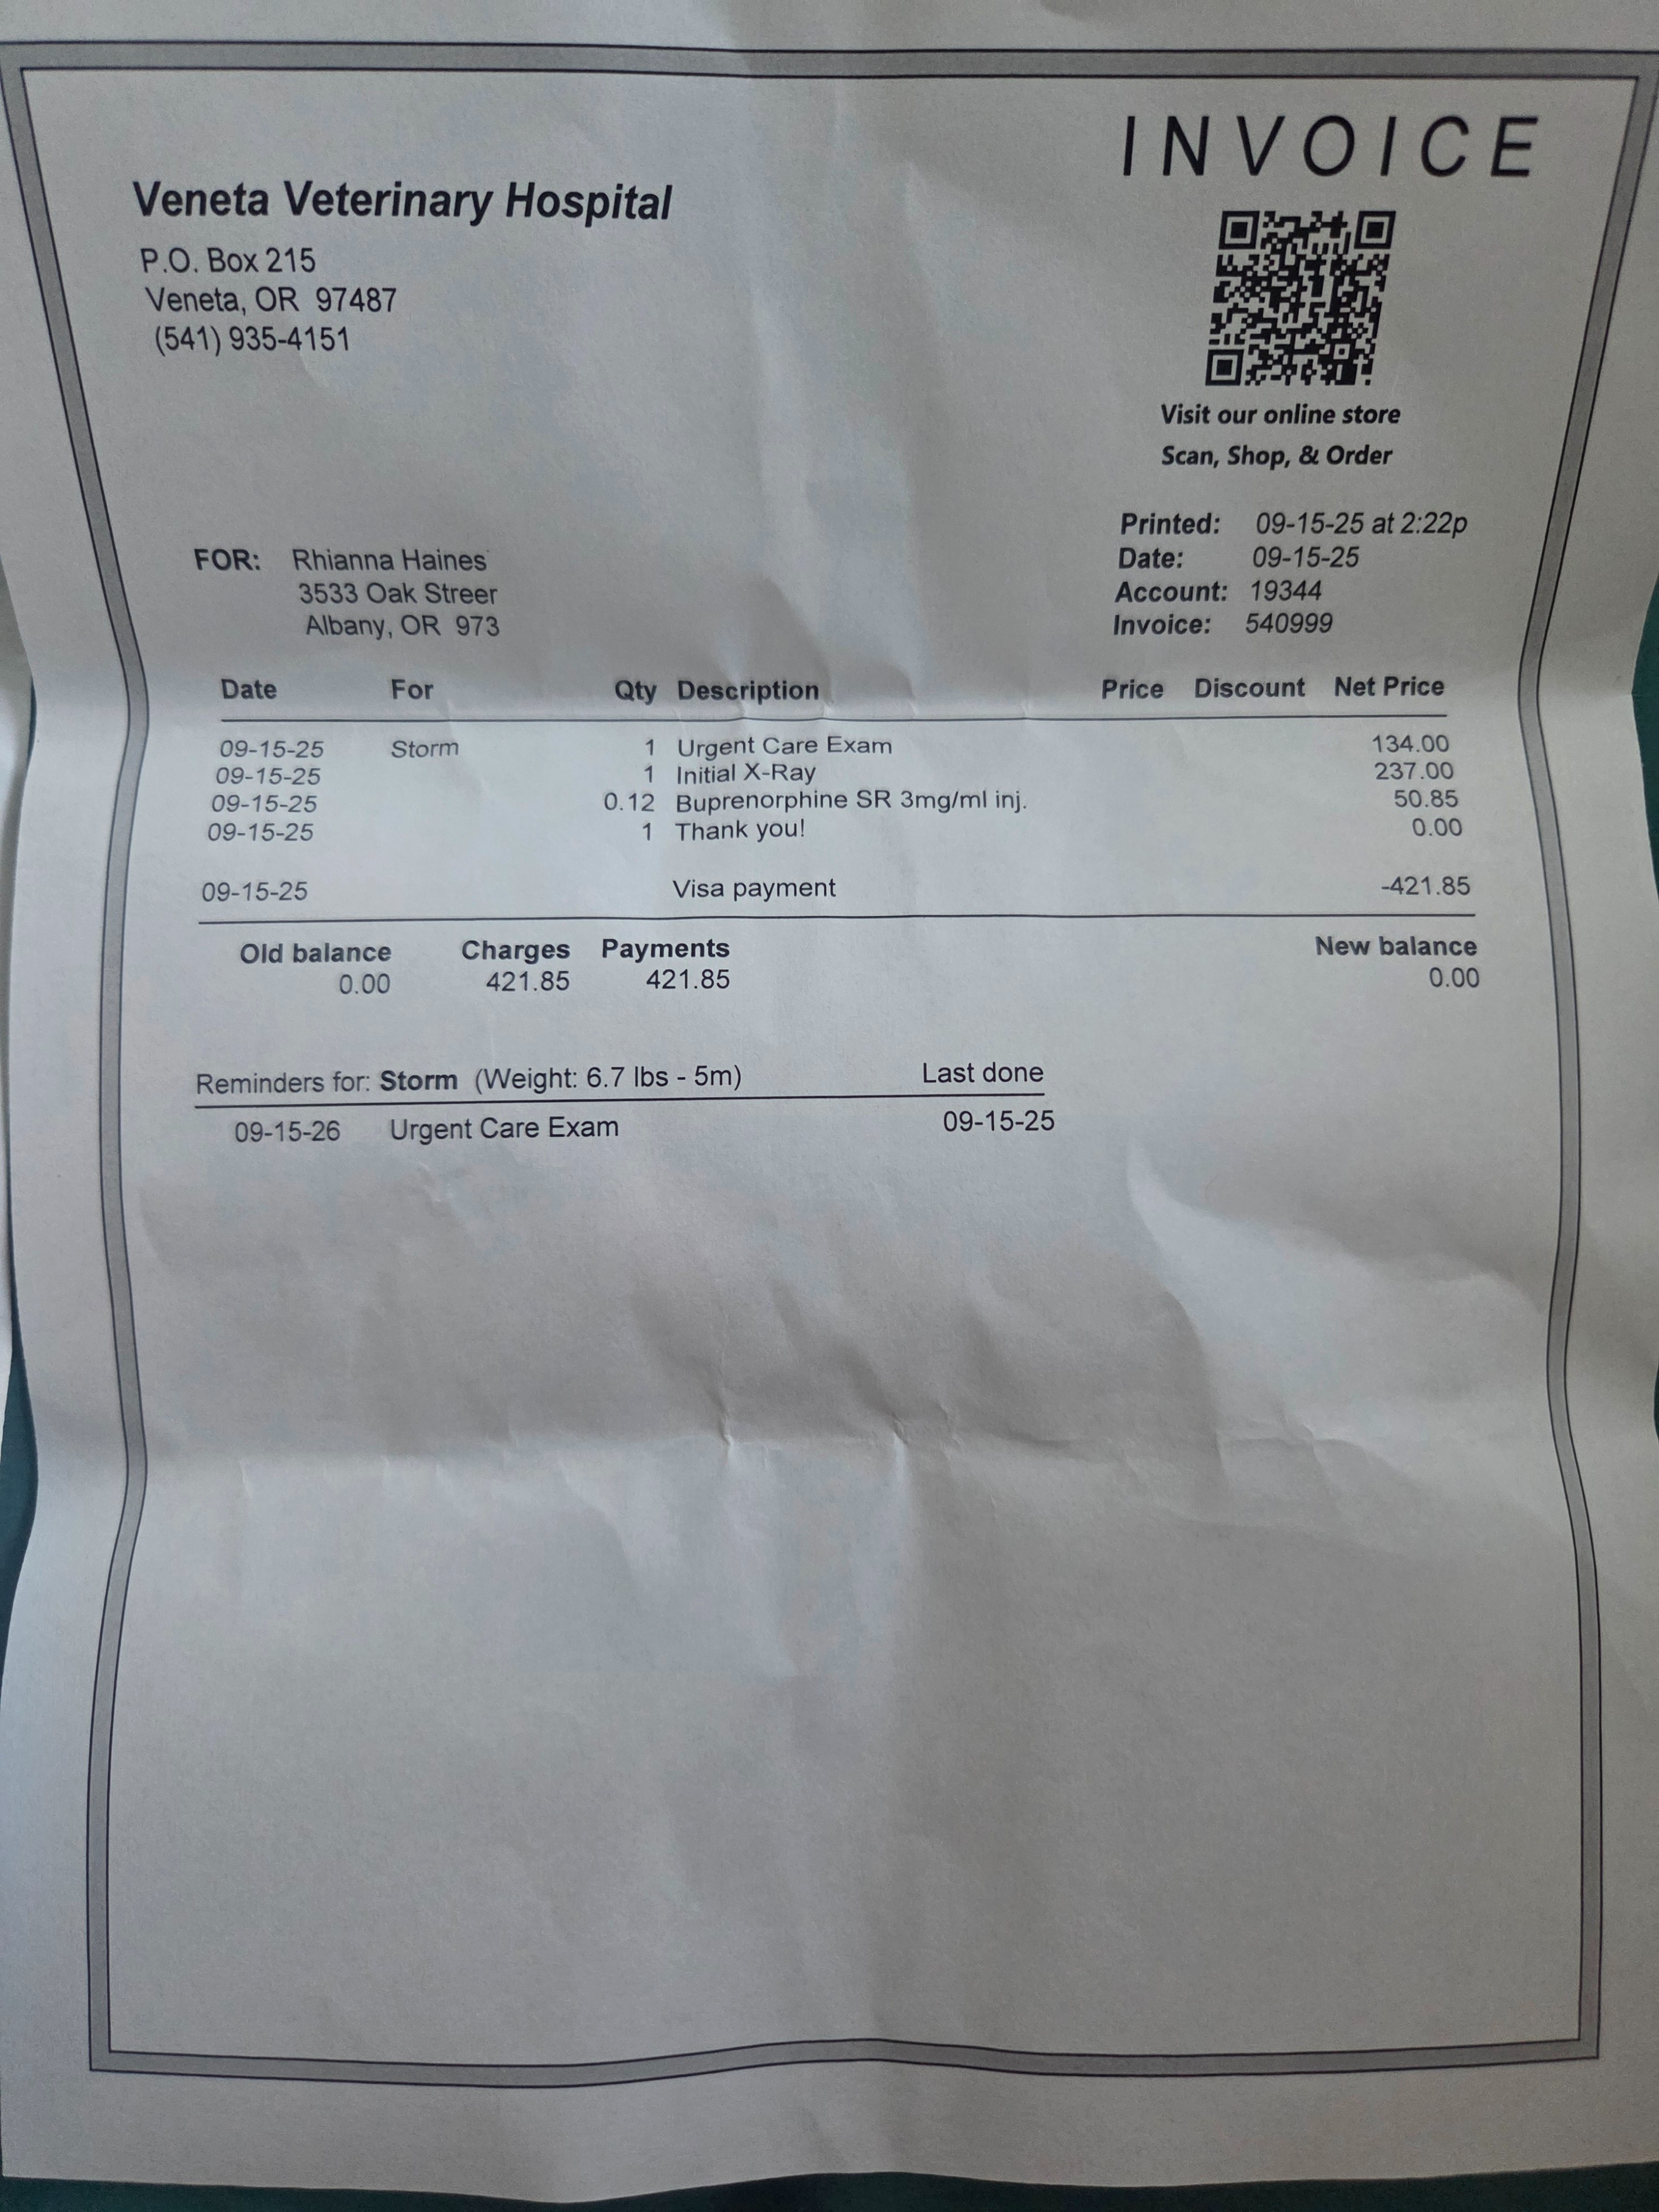 INVOICE
Veneta Veterinary Hospital
P.O. Box 215
Veneta, OR 97487
(541) 935-4151
Visit our online store
Scan, Shop, & Order
Printed: 09-15-25 at 2:22p
Date: 09-15-25
Account: 19344
Invoice: 540999
FOR: Rhianna Haines
3533 Oak Streer
Albany, OR 973
Date For Qty Description Price Discount Net Price
09-15-25 Storm 1 Urgent Care Exam 134.00
09-15-25 1 Initial X-Ray 237.00
09-15-25 0.12 Buprenorphine SR 3mg/ml inj. 50.85
09-15-25 1 Thank you! 0.00
09-15-25 Visa payment -421.85
Old balance Charges Payments New balance
0.00 421.85 421.85 0.00
Reminders for: Storm (Weight: 6.7 lbs - 5m) Last done
09-15-26 Urgent Care Exam 09-15-25